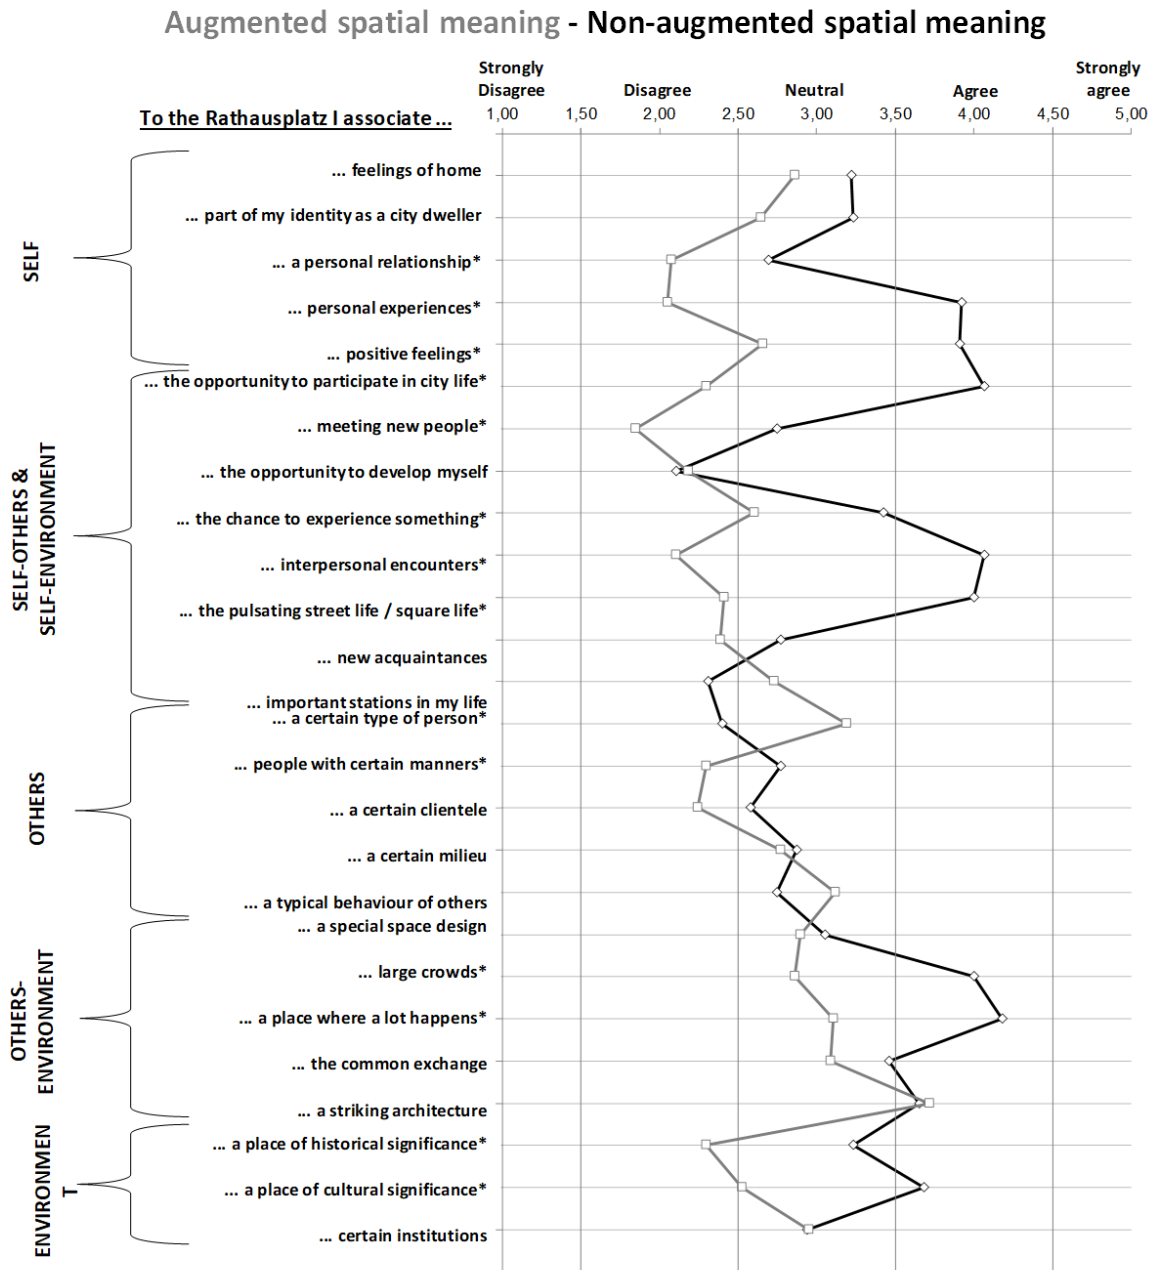 Augmented spatial meaning - Non-augmented spatial meaning
Strongly
Disagree
Disagree
Neutral
Agree
Strongly
agree
To the Rathausplatz I associate ...
1,00 1,50 2,00 2,50 3,00 3,50 4,00 4,50 5,00
SELF
... feelings of home
... part of my identity as a city dweller
... a personal relationship*
... personal experiences*
... positive feelings*
SELF-OTHERS &
SELF-ENVIRONMENT
... the opportunity to participate in city life*
... meeting new people*
... the opportunity to develop myself
... the chance to experience something*
... interpersonal encounters*
... the pulsating street life / square life*
... new acquaintances
... important stations in my life
OTHERS
... a certain type of person*
... people with certain manners*
... a certain clientele
... a certain milieu
... a typical behaviour of others
OTHERS-
ENVIRONMENT
... a special space design
... large crowds*
... a place where a lot happens*
... the common exchange
... a striking architecture
ENVIRONMEN
T
... a place of historical significance*
... a place of cultural significance*
... certain institutions